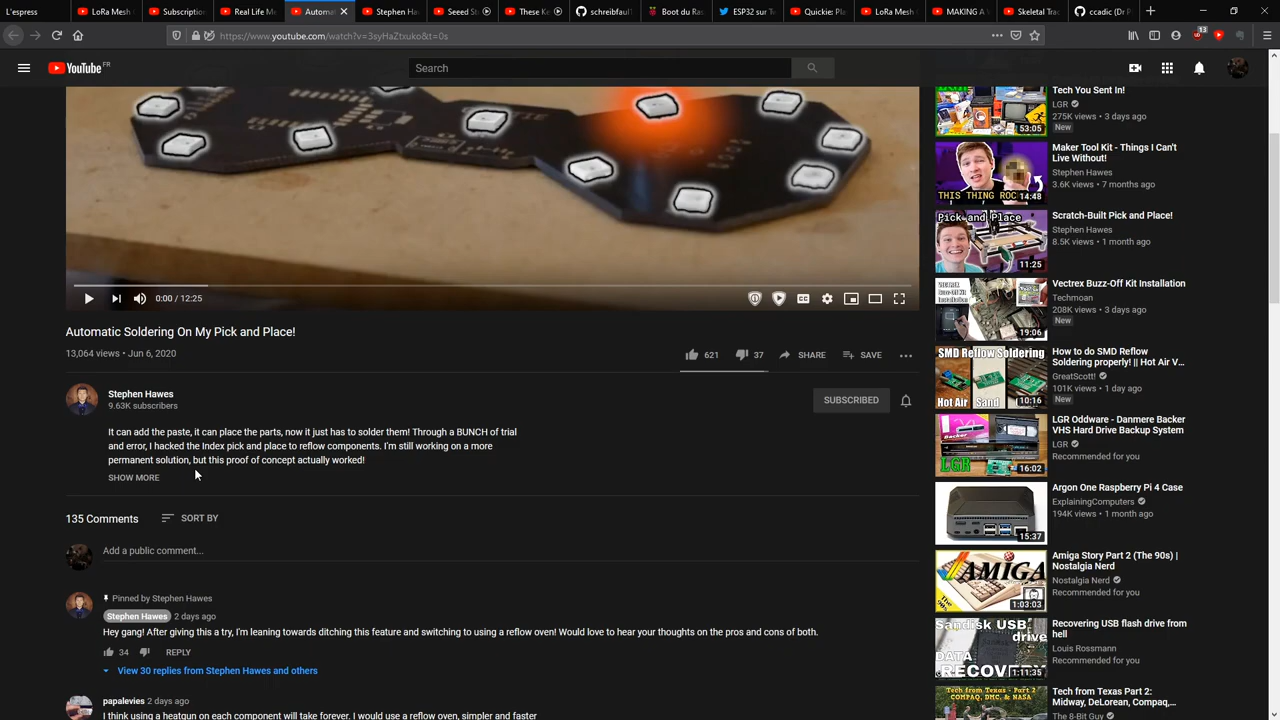 L'espress
LoRa Mesh C
Subscription
Real Life Me
Automat
Stephen Ha
Seeed St
These Ke
schreibfaul1
Boot du Ras
ESP32 sur Tw
Quickie: Pla
LoRa Mesh C
MAKING A V
Skeletal Trac
ccadic (Dr P
https://www.youtube.com/watch?v=3syHaZtxuko&t=0s
13
YouTube FR
Search
0:00 / 12:25
CC
Automatic Soldering On My Pick and Place!
13,064 views • Jun 6, 2020
621
37
SHARE
SAVE
Stephen Hawes
9.63K subscribers
SUBSCRIBED
It can add the paste, it can place the parts, now it just has to solder them! Through a BUNCH of trial
and error, I hacked the Index pick and place to reflow components. I'm still working on a more
permanent solution, but this proof of concept actually worked!
SHOW MORE
135 Comments
SORT BY
Add a public comment...
Pinned by Stephen Hawes
Stephen Hawes 2 days ago
Hey gang! After giving this a try, I'm leaning towards ditching this feature and switching to using a reflow oven! Would love to hear your thoughts on the pros and cons of both.
34
REPLY
View 30 replies from Stephen Hawes and others
papalevies 2 days ago
I think using a heatgun on each component will take forever. I would use a reflow oven, simpler and faster
Tech You Sent In!
LGR
275K views • 3 days ago
New
53:05
Maker Tool Kit - Things I Can't
Live Without!
Stephen Hawes
3.6K views • 7 months ago
THIS THING ROC
14:48
Scratch-Built Pick and Place!
Stephen Hawes
8.5K views • 1 month ago
Pick and Place
11:25
Vectrex Buzz-Off Kit Installation
Techmoan
208K views • 3 days ago
New
19:06
How to do SMD Reflow
Soldering properly! || Hot Air V...
GreatScott!
101K views • 1 day ago
New
SMD Reflow Soldering
Hot Air
Sand
Hot
10:16
LGR Oddware - Danmere Backer
VHS Hard Drive Backup System
LGR
Recommended for you
Backer
LGR
16:02
Argon One Raspberry Pi 4 Case
ExplainingComputers
194K views • 1 month ago
15:37
Amiga Story Part 2 (The 90s) |
Nostalgia Nerd
Nostalgia Nerd
Recommended for you
AMIGA
1:03:03
Recovering USB flash drive from
hell
Louis Rossmann
Recommended for you
Sandisk USB
drive
DATA
RECOVERY
1:11:35
Tech from Texas Part 2:
Midway, DeLorean, Compaq,...
The 8-Bit Guy
Tech from Texas - Part 2
COMPAQ, DMC, & NASA